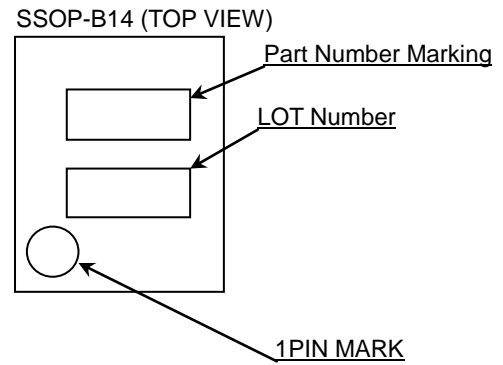 SSOP-B14 (TOP VIEW)
Part Number Marking
LOT Number
1PIN MARK